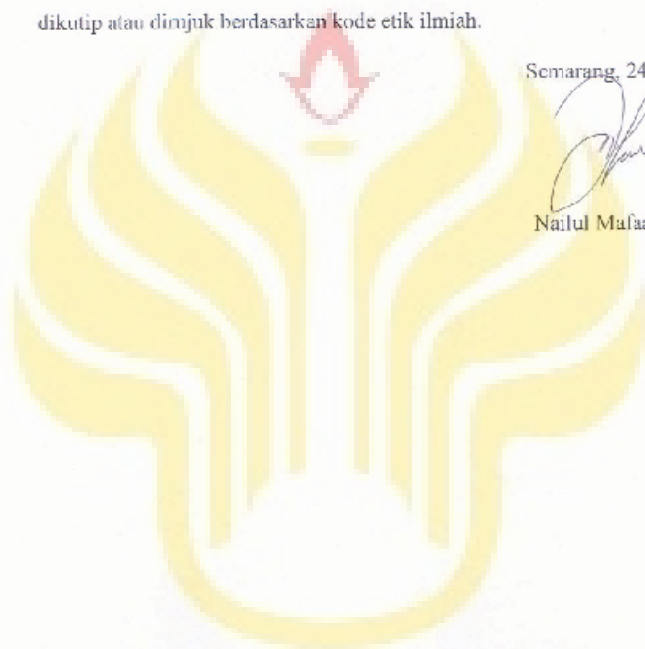 dikutip atau dirujuk berdasarkan kode etik ilmiah.
Semarang, 24
Nailul Mafaa